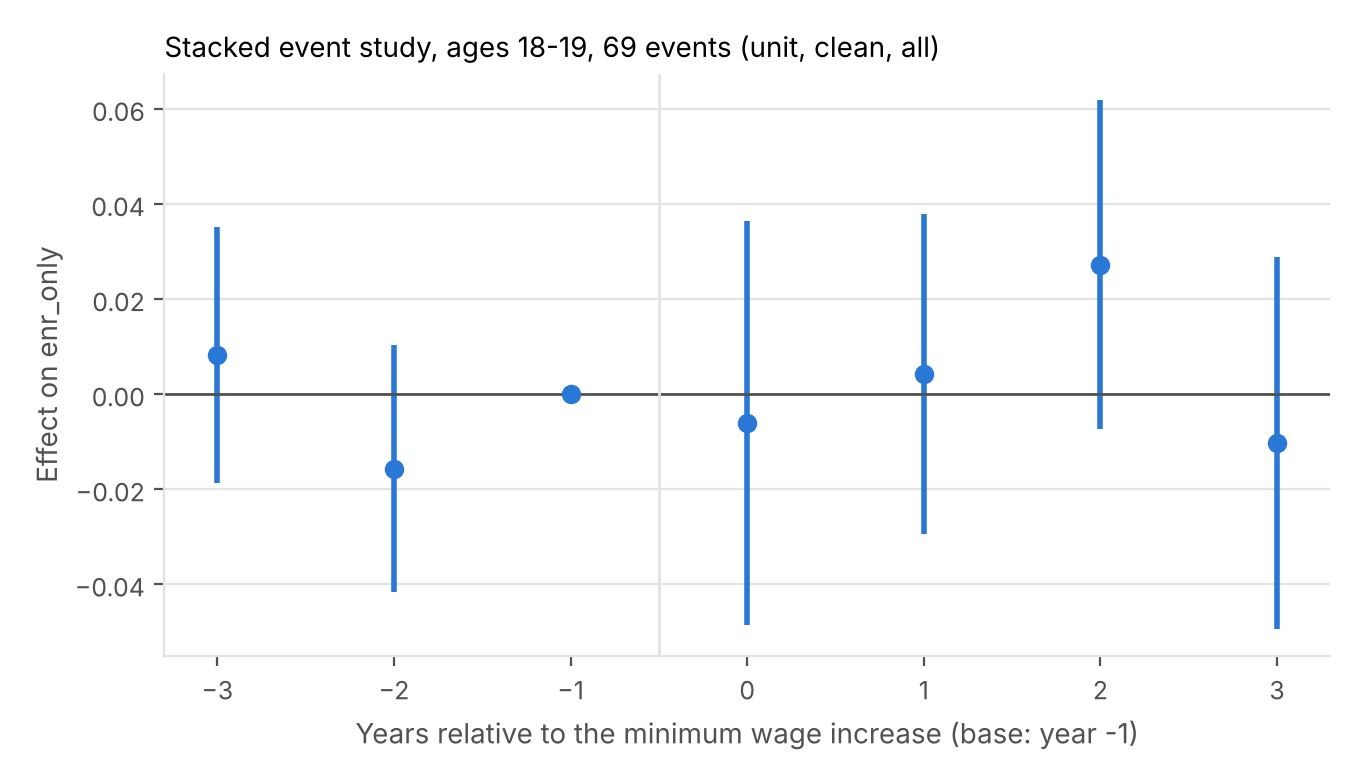 Stacked event study, ages 18-19, 69 events (unit, clean, all)
Effect on enr_only
0.06
0.04
0.02
0.00
−0.02
−0.04
−3 −2 −1 0 1 2 3
Years relative to the minimum wage increase (base: year -1)